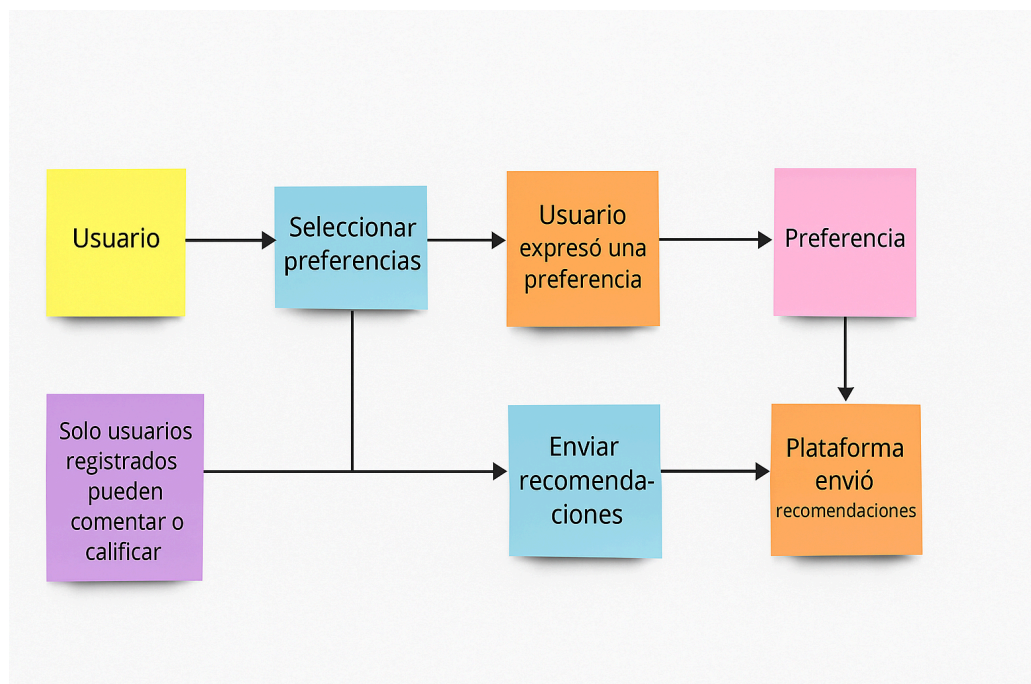 Usuario
Seleccionar
preferencias
Usuario
expresó una
preferencia
Preferencia
Solo usuarios
registrados
pueden
comentar o
calificar
Enviar
recomenda-
ciones
Plataforma
envió
recomendaciones